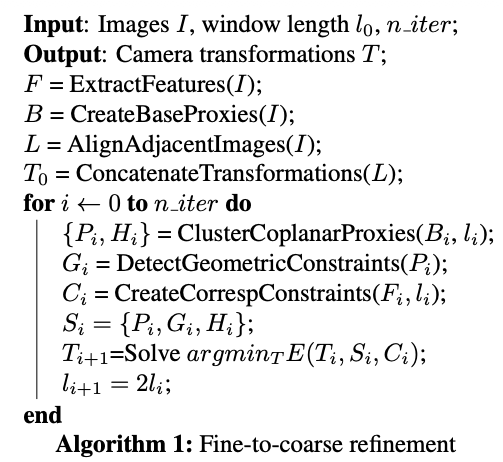 Input: Images I, window length l₀, n_iter;
Output: Camera transformations T;
F = ExtractFeatures(I);
B = CreateBaseProxies(I);
L = AlignAdjacentImages(I);
T₀ = ConcatenateTransformations(L);
for i ← 0 to n_iter do
{Pᵢ, Hᵢ} = ClusterCoplanarProxies(Bᵢ, lᵢ);
Gᵢ = DetectGeometricConstraints(Pᵢ);
Cᵢ = CreateCorrespConstraints(Fᵢ, lᵢ);
Sᵢ = {Pᵢ, Gᵢ, Hᵢ};
Tᵢ₊₁=Solve argmin_T E(Tᵢ, Sᵢ, Cᵢ);
lᵢ₊₁ = 2lᵢ;
end
Algorithm 1: Fine-to-coarse refinement